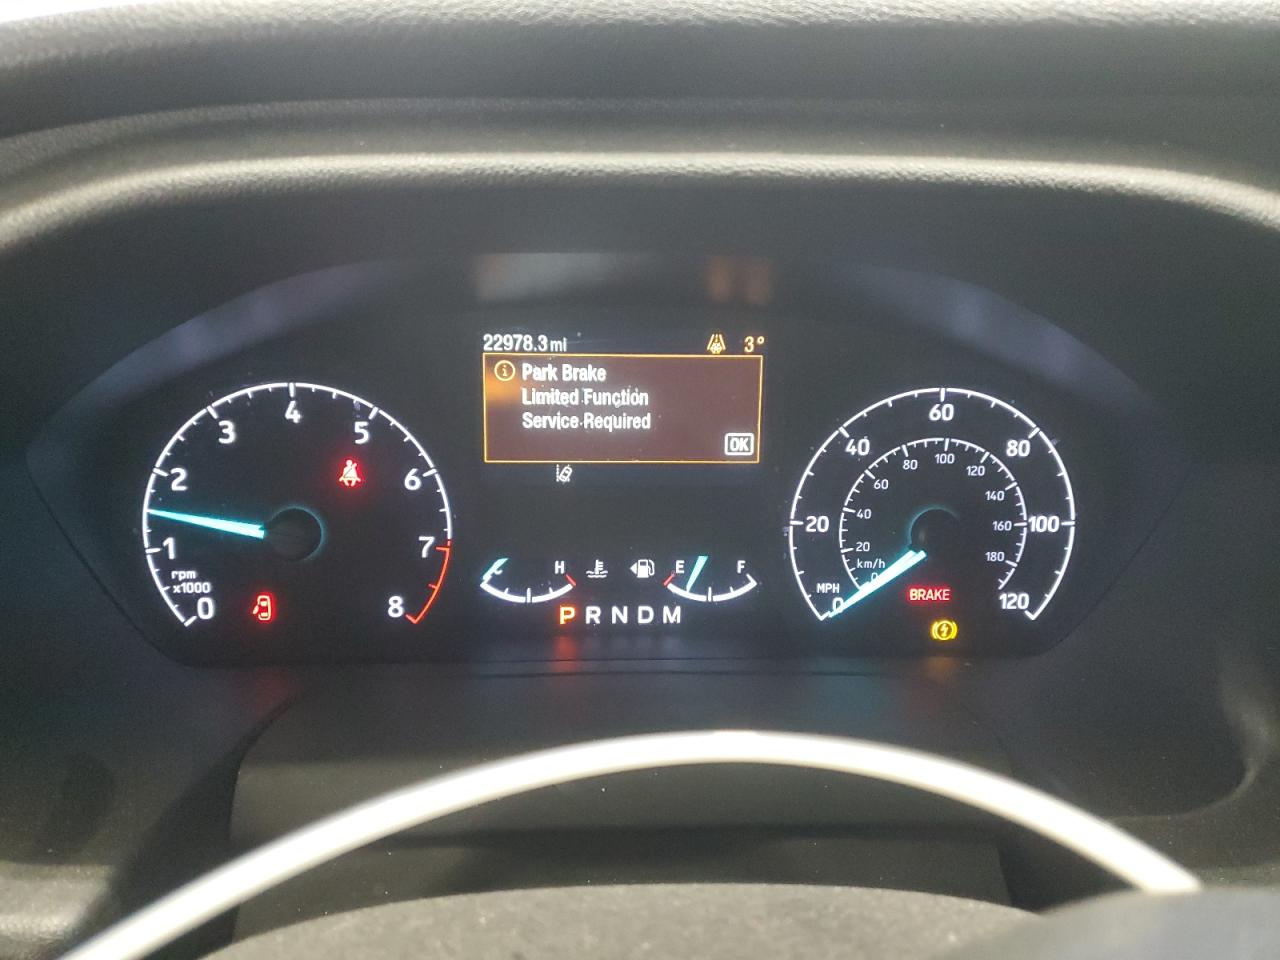 22978.3 mi 3°
Park Brake
Limited Function
Service Required
OK
0 1 2 3 4 5 6 7 8
rpm
x1000
C H
E F
P R N D M
0 20 40 60 80 100 120
MPH
0 20 40 60 80 100 120 140 160 180
km/h
BRAKE